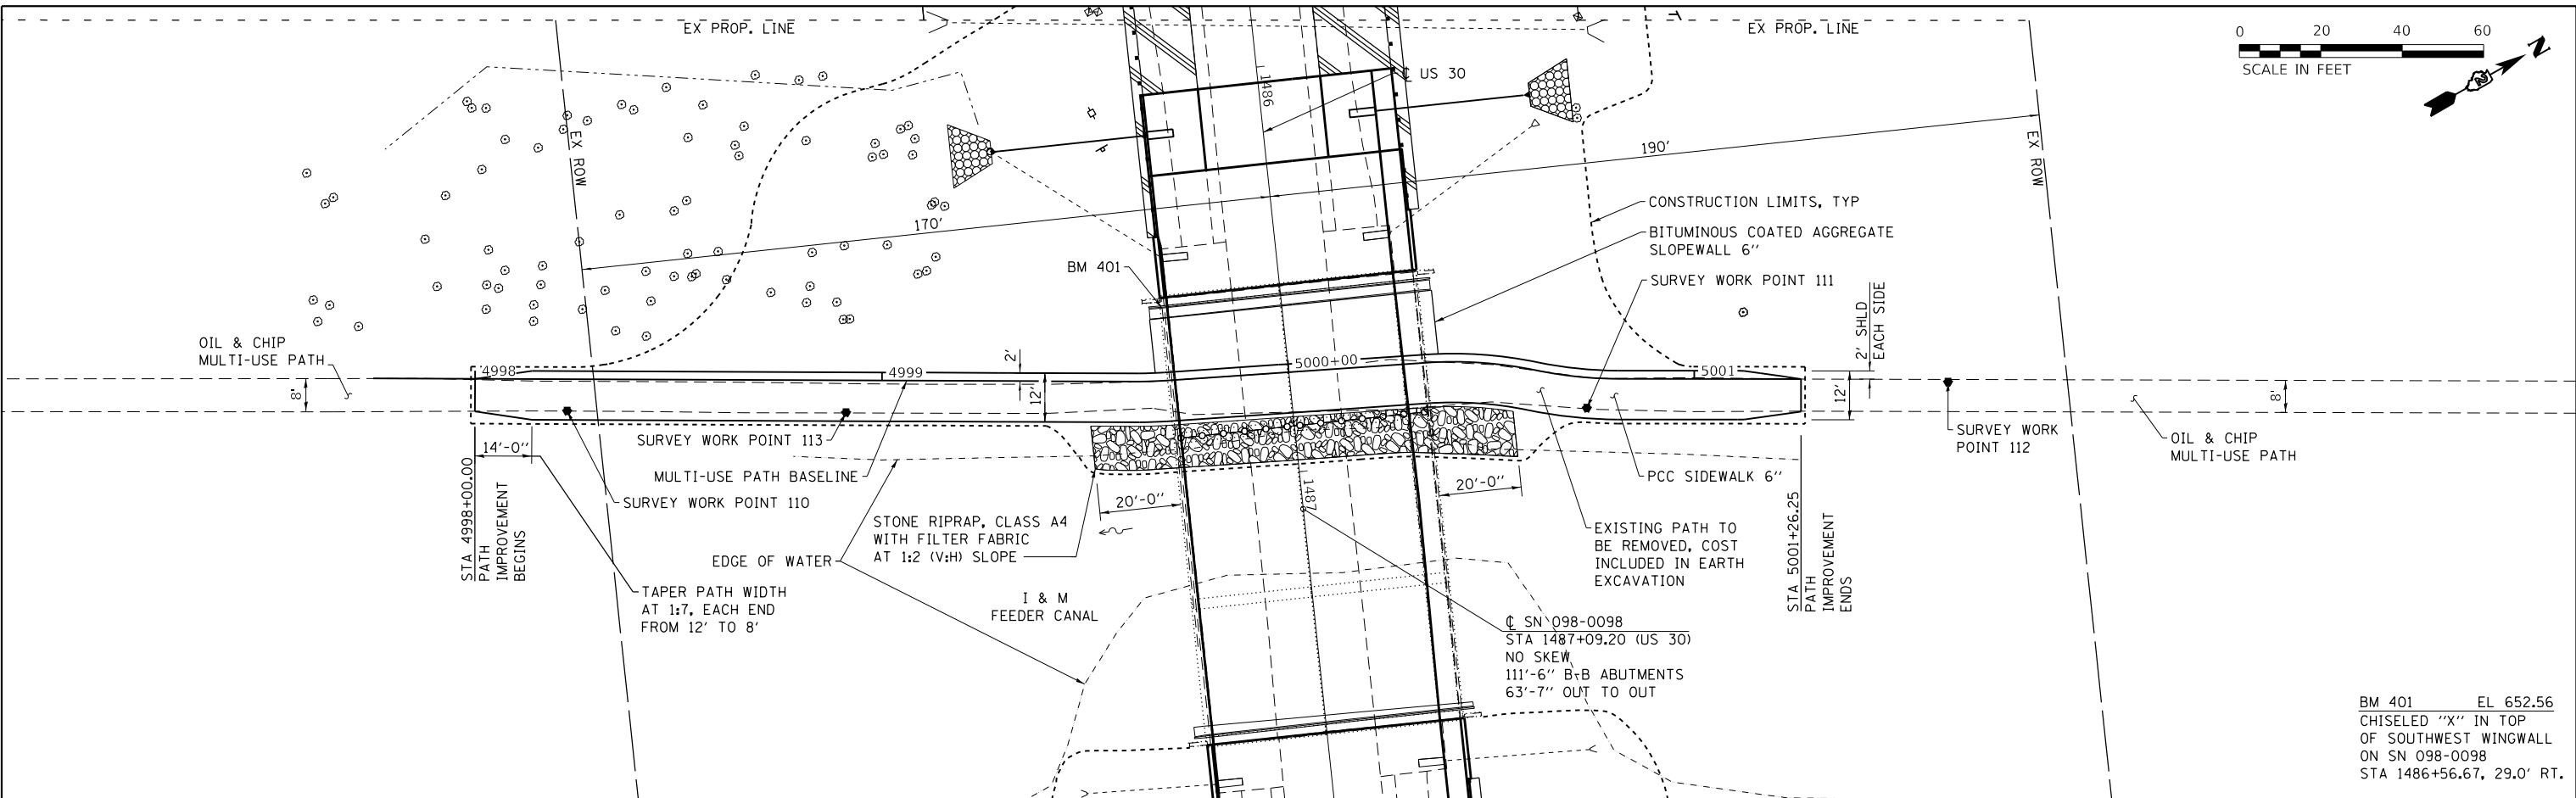 EX PROP. LINE
EX PROP. LINE
0 20 40 60
SCALE IN FEET
N
℄ US 30
1486
EX ROW
190'
EX ROW
CONSTRUCTION LIMITS, TYP
170'
BITUMINOUS COATED AGGREGATE
SLOPEWALL 6"
BM 401
SURVEY WORK POINT 111
2' SHLD
EACH SIDE
OIL & CHIP
MULTI-USE PATH
4998
4999
2'
5000+00
5001
8'
12'
12'
8'
SURVEY WORK POINT 113
SURVEY WORK
POINT 112
OIL & CHIP
MULTI-USE PATH
14'-0"
MULTI-USE PATH BASELINE
PCC SIDEWALK 6"
SURVEY WORK POINT 110
20'-0"
1487
20'-0"
STA 4998+00.00
PATH
IMPROVEMENT
BEGINS
STONE RIPRAP, CLASS A4
WITH FILTER FABRIC
AT 1:2 (V:H) SLOPE
EXISTING PATH TO
BE REMOVED, COST
INCLUDED IN EARTH
EXCAVATION
STA 5001+26.25
PATH
IMPROVEMENT
ENDS
EDGE OF WATER
TAPER PATH WIDTH
AT 1:7, EACH END
FROM 12' TO 8'
I & M
FEEDER CANAL
℄ SN 098-0098
STA 1487+09.20 (US 30)
NO SKEW
111'-6" B-B ABUTMENTS
63'-7" OUT TO OUT
BM 401 EL 652.56
CHISELED "X" IN TOP
OF SOUTHWEST WINGWALL
ON SN 098-0098
STA 1486+56.67, 29.0' RT.